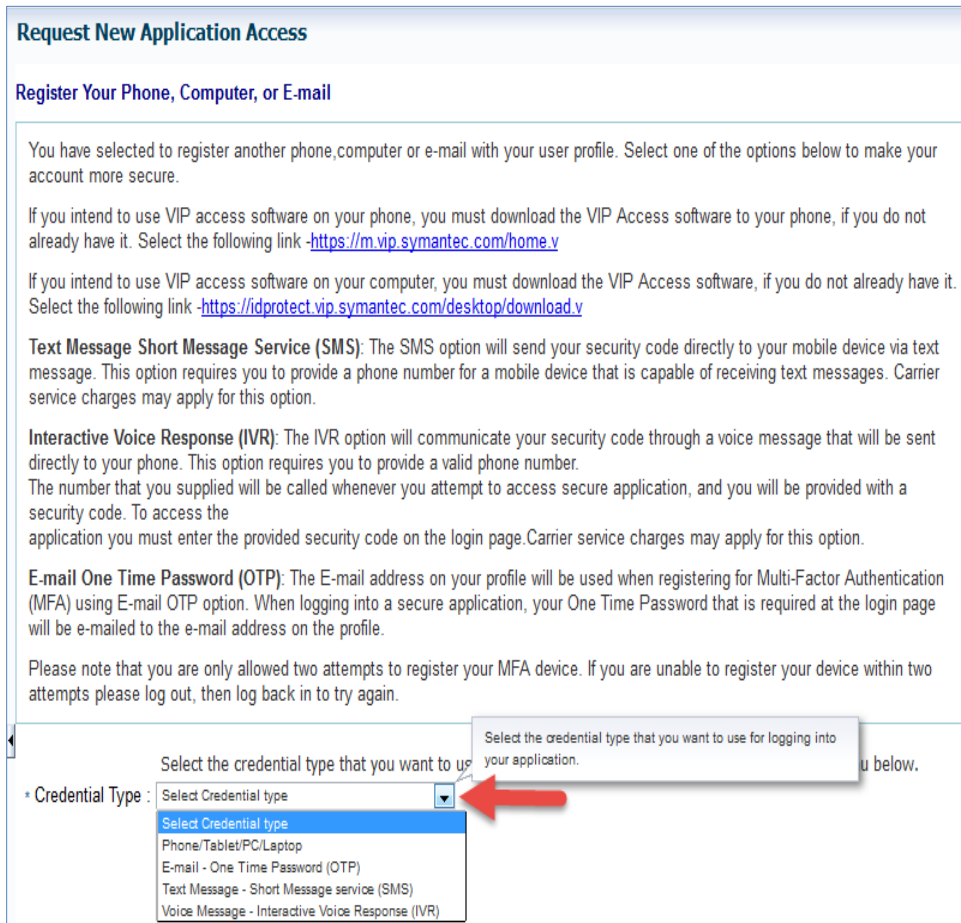 Request New Application Access
Register Your Phone, Computer, or E-mail
You have selected to register another phone,computer or e-mail with your user profile. Select one of the options below to make your
account more secure.
If you intend to use VIP access software on your phone, you must download the VIP Access software to your phone, if you do not
already have it. Select the following link -https://m.vip.symantec.com/home.v
If you intend to use VIP access software on your computer, you must download the VIP Access software, if you do not already have it.
Select the following link -https://idprotect.vip.symantec.com/desktop/download.v
Text Message Short Message Service (SMS): The SMS option will send your security code directly to your mobile device via text
message. This option requires you to provide a phone number for a mobile device that is capable of receiving text messages. Carrier
service charges may apply for this option.
Interactive Voice Response (IVR): The IVR option will communicate your security code through a voice message that will be sent
directly to your phone. This option requires you to provide a valid phone number.
The number that you supplied will be called whenever you attempt to access secure application, and you will be provided with a
security code. To access the
application you must enter the provided security code on the login page.Carrier service charges may apply for this option.
E-mail One Time Password (OTP): The E-mail address on your profile will be used when registering for Multi-Factor Authentication
(MFA) using E-mail OTP option. When logging into a secure application, your One Time Password that is required at the login page
will be e-mailed to the e-mail address on the profile.
Please note that you are only allowed two attempts to register your MFA device. If you are unable to register your device within two
attempts please log out, then log back in to try again.
Select the credential type that you want to use for logging into
your application.
Select the credential type that you want to us u below.
* Credential Type : Select Credential type
Select Credential type
Phone/Tablet/PC/Laptop
E-mail - One Time Password (OTP)
Text Message - Short Message service (SMS)
Voice Message - Interactive Voice Response (IVR)